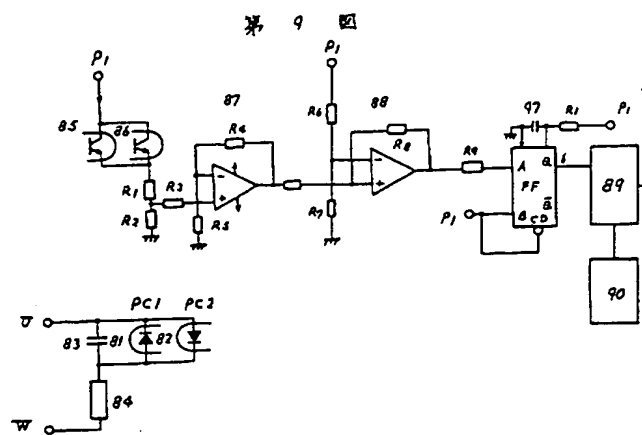 第 9 図
P1
P1
85
86
87
88
R4
R6
R8
97
R1
P1
R1
R3
R9
A
Q
6
FF
89
R2
R5
R7
P1
B
CD
Q̅
90
PC1
PC2
U̅
83
81
82
84
W̅